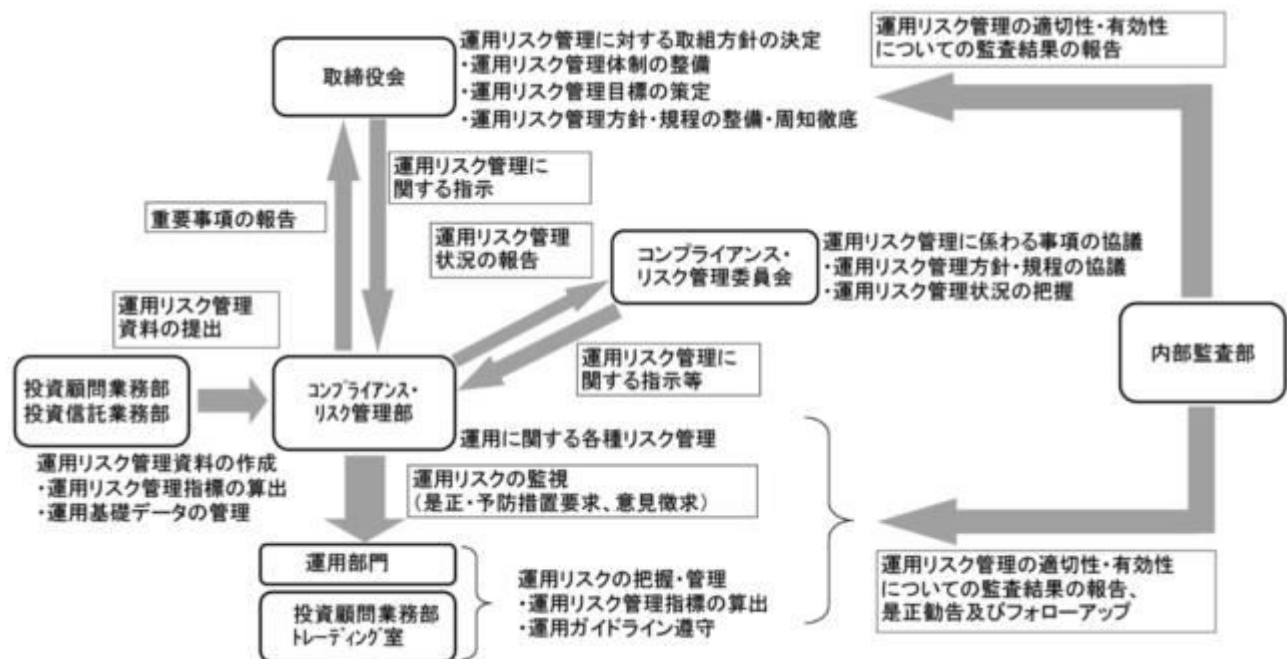 運用リスク管理に対する取組方針の決定
・運用リスク管理体制の整備
・運用リスク管理目標の策定
・運用リスク管理方針・規程の整備・周知徹底
取締役会
運用リスク管理の適切性・有効性
についての監査結果の報告
運用リスク管理に
関する指示
重要事項の報告
運用リスク管理
状況の報告
コンプライアンス・
リスク管理委員会
運用リスク管理に係わる事項の協議
・運用リスク管理方針・規程の協議
・運用リスク管理状況の把握
運用リスク管理
資料の提出
内部監査部
運用リスク管理に
関する指示等
投資顧問業務部
投資信託業務部
コンプライアンス・
リスク管理部
運用に関する各種リスク管理
運用リスク管理資料の作成
・運用リスク管理指標の算出
・運用基礎データの管理
運用リスクの監視
(是正・予防措置要求、意見徴求)
運用部門
投資顧問業務部
トレーディング室
運用リスクの把握・管理
・運用リスク管理指標の算出
・運用ガイドライン遵守
運用リスク管理の適切性・有効性
についての監査結果の報告、
是正勧告及びフォローアップ